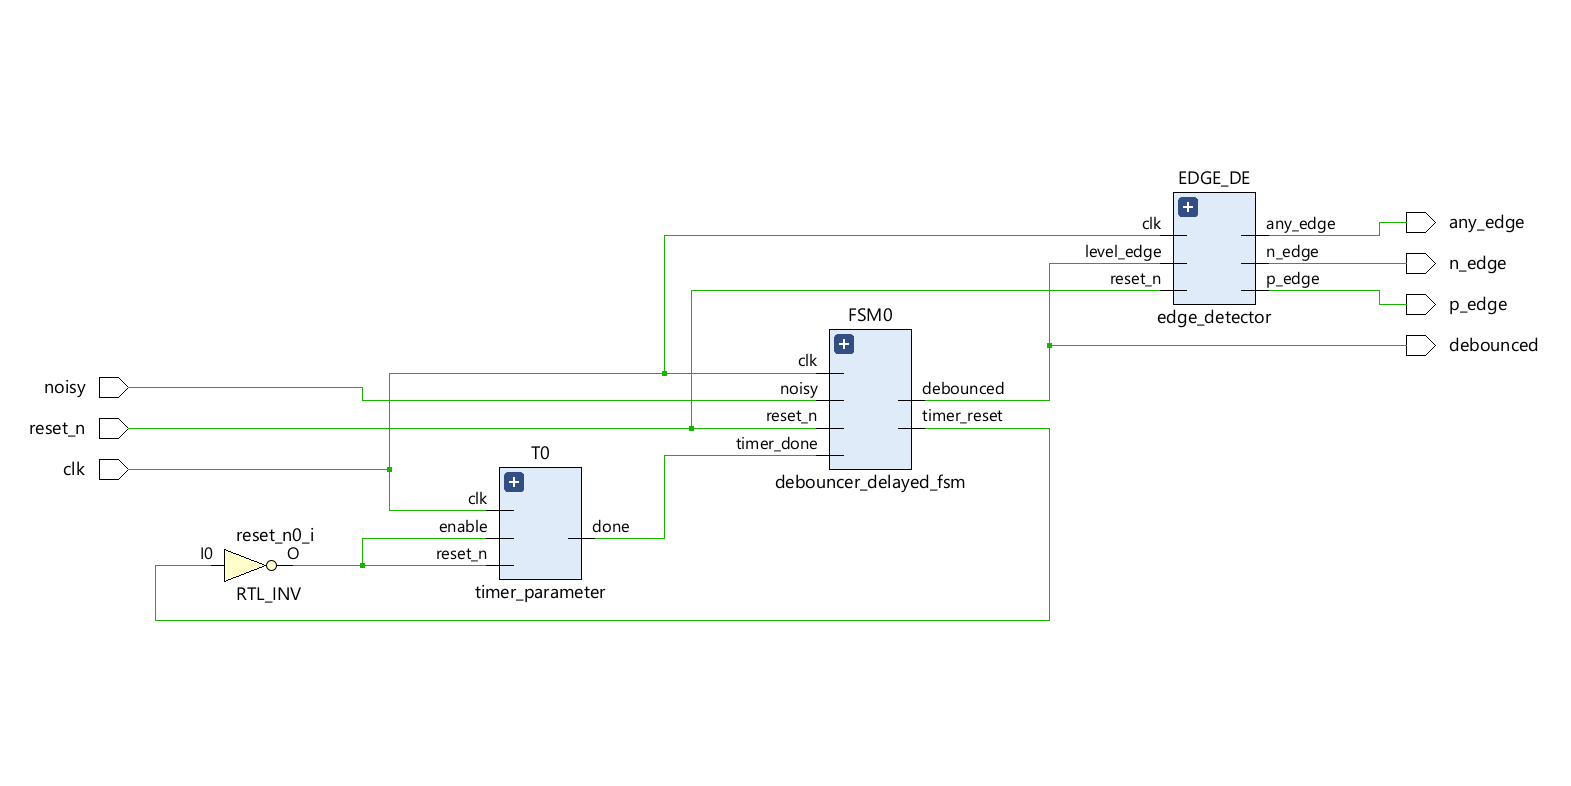 EDGE_DE
clk
any_edge
any_edge
level_edge
n_edge
n_edge
reset_n
p_edge
p_edge
edge_detector
FSM0
debounced
clk
noisy
noisy
debounced
reset_n
reset_n
timer_reset
timer_done
T0
clk
debouncer_delayed_fsm
clk
enable
done
reset_n0_i
I0
O
reset_n
RTL_INV
timer_parameter